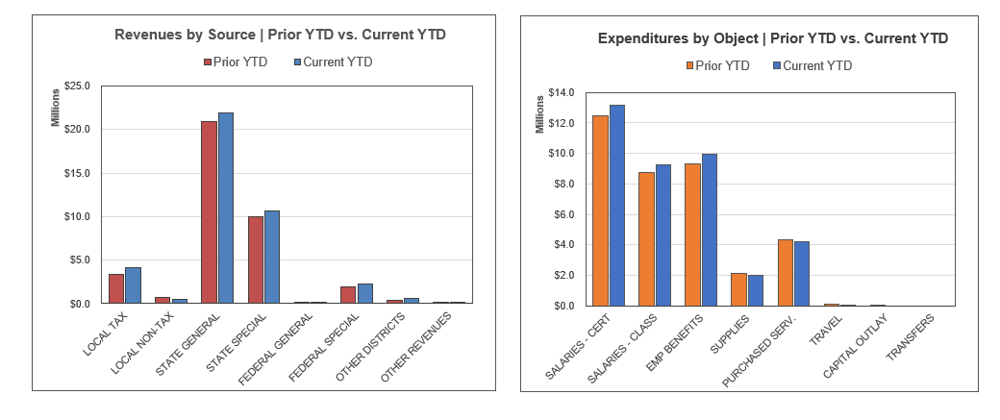 Revenues by Source | Prior YTD vs. Current YTD
Prior YTD Current YTD
Millions
$25.0
$20.0
$15.0
$10.0
$5.0
$0.0
LOCAL TAX
LOCAL NON-TAX
STATE GENERAL
STATE SPECIAL
FEDERAL GENERAL
FEDERAL SPECIAL
OTHER DISTRICTS
OTHER REVENUES
Expenditures by Object | Prior YTD vs. Current YTD
Prior YTD Current YTD
Millions
$14.0
$12.0
$10.0
$8.0
$6.0
$4.0
$2.0
$0.0
SALARIES - CERT
SALARIES - CLASS
EMP BENEFITS
SUPPLIES
PURCHASED SERV.
TRAVEL
CAPITAL OUTLAY
TRANSFERS